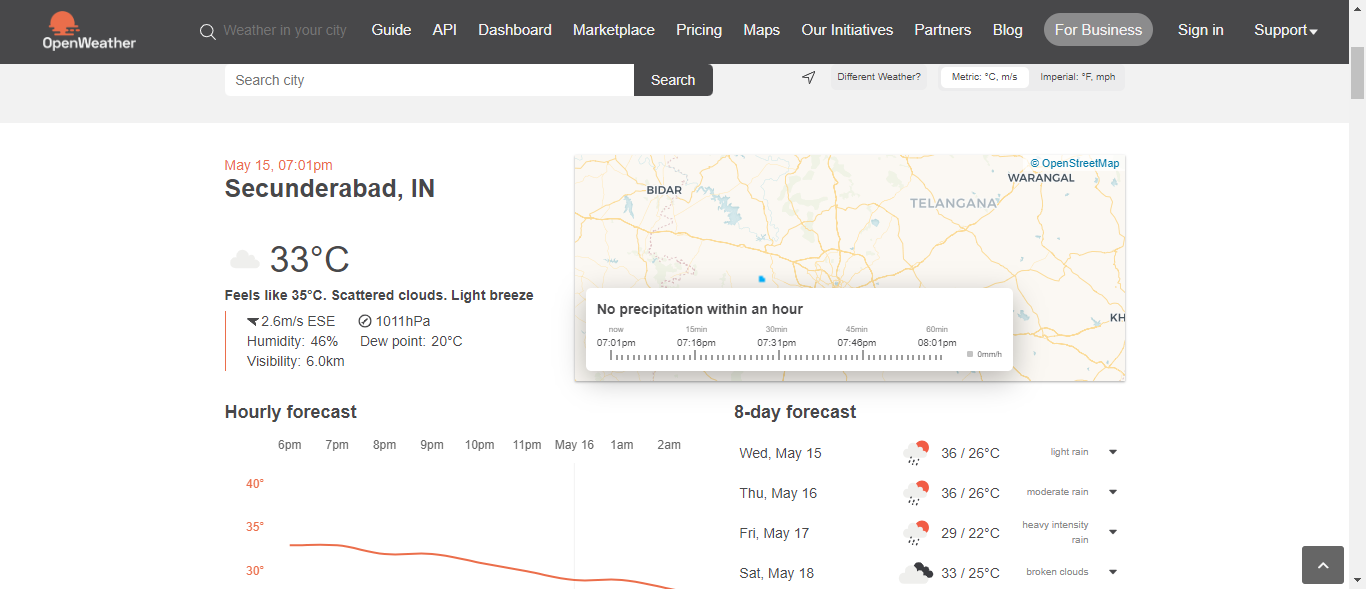 OpenWeather
Weather in your city
Guide
API
Dashboard
Marketplace
Pricing
Maps
Our Initiatives
Partners
Blog
For Business
Sign in
Support
Search city
Search
Different Weather?
Metric: °C, m/s
Imperial: °F, mph
May 15, 07:01pm
Secunderabad, IN
33°C
Feels like 35°C. Scattered clouds. Light breeze
2.6m/s ESE
1011hPa
Humidity: 46%
Dew point: 20°C
Visibility: 6.0km
© OpenStreetMap
WARANGAL
BIDAR
TELANGANA
KH
No precipitation within an hour
now 15min 30min 45min 60min
07:01pm 07:16pm 07:31pm 07:46pm 08:01pm
0mm/h
Hourly forecast
6pm 7pm 8pm 9pm 10pm 11pm May 16 1am 2am
40°
35°
30°
8-day forecast
Wed, May 15 36 / 26°C light rain
Thu, May 16 36 / 26°C moderate rain
Fri, May 17 29 / 22°C heavy intensity
rain
Sat, May 18 33 / 25°C broken clouds